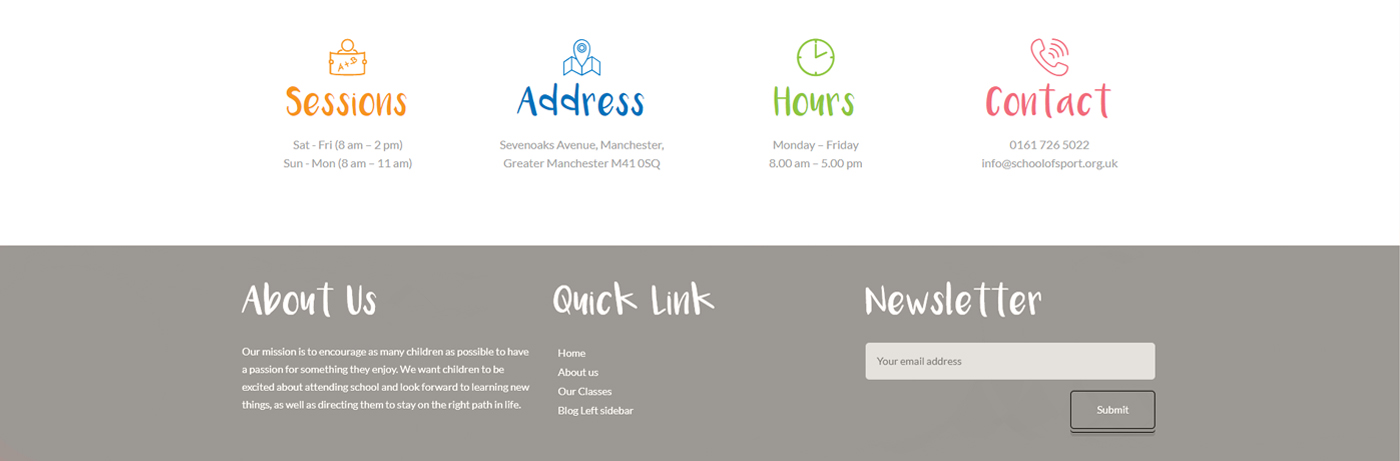 A+B
Sessions
Sat - Fri (8 am – 2 pm)
Sun - Mon (8 am – 11 am)
Address
Sevenoaks Avenue, Manchester,
Greater Manchester M41 0SQ
Hours
Monday – Friday
8.00 am – 5.00 pm
Contact
0161 726 5022
info@schoolofsport.org.uk
About Us
Our mission is to encourage as many children as possible to have
a passion for something they enjoy. We want children to be
excited about attending school and look forward to learning new
things, as well as directing them to stay on the right path in life.
Quick Link
Home
About us
Our Classes
Blog Left sidebar
Newsletter
Your email address
Submit